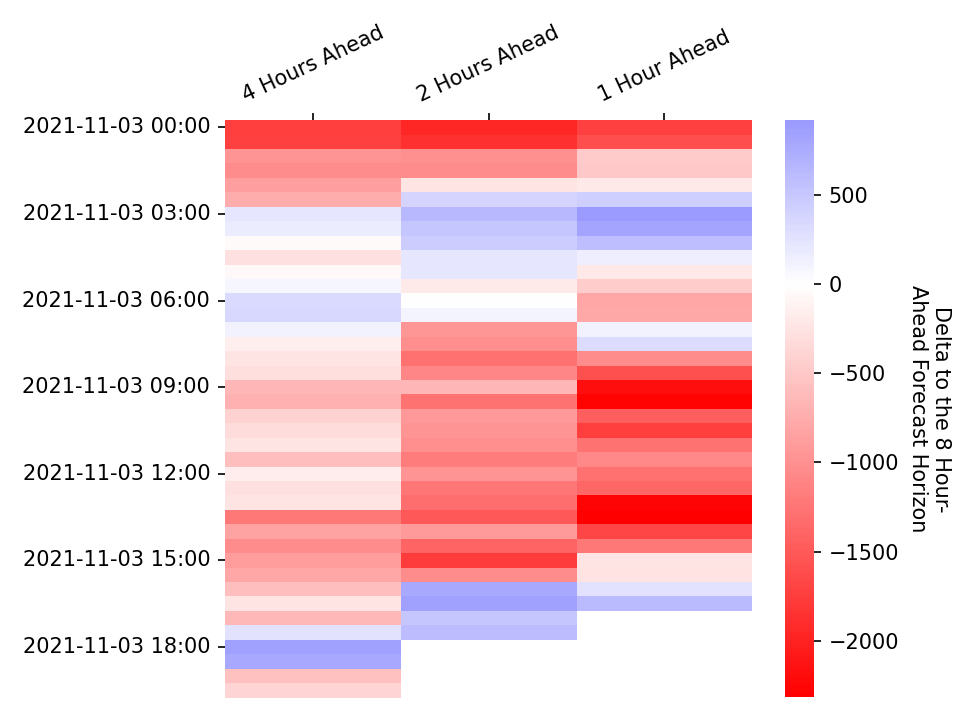 4 Hours Ahead
2 Hours Ahead
1 Hour Ahead
2021-11-03 00:00
2021-11-03 03:00
2021-11-03 06:00
2021-11-03 09:00
2021-11-03 12:00
2021-11-03 15:00
2021-11-03 18:00
500
0
−500
−1000
−1500
−2000
Delta to the 8 Hour-
Ahead Forecast Horizon